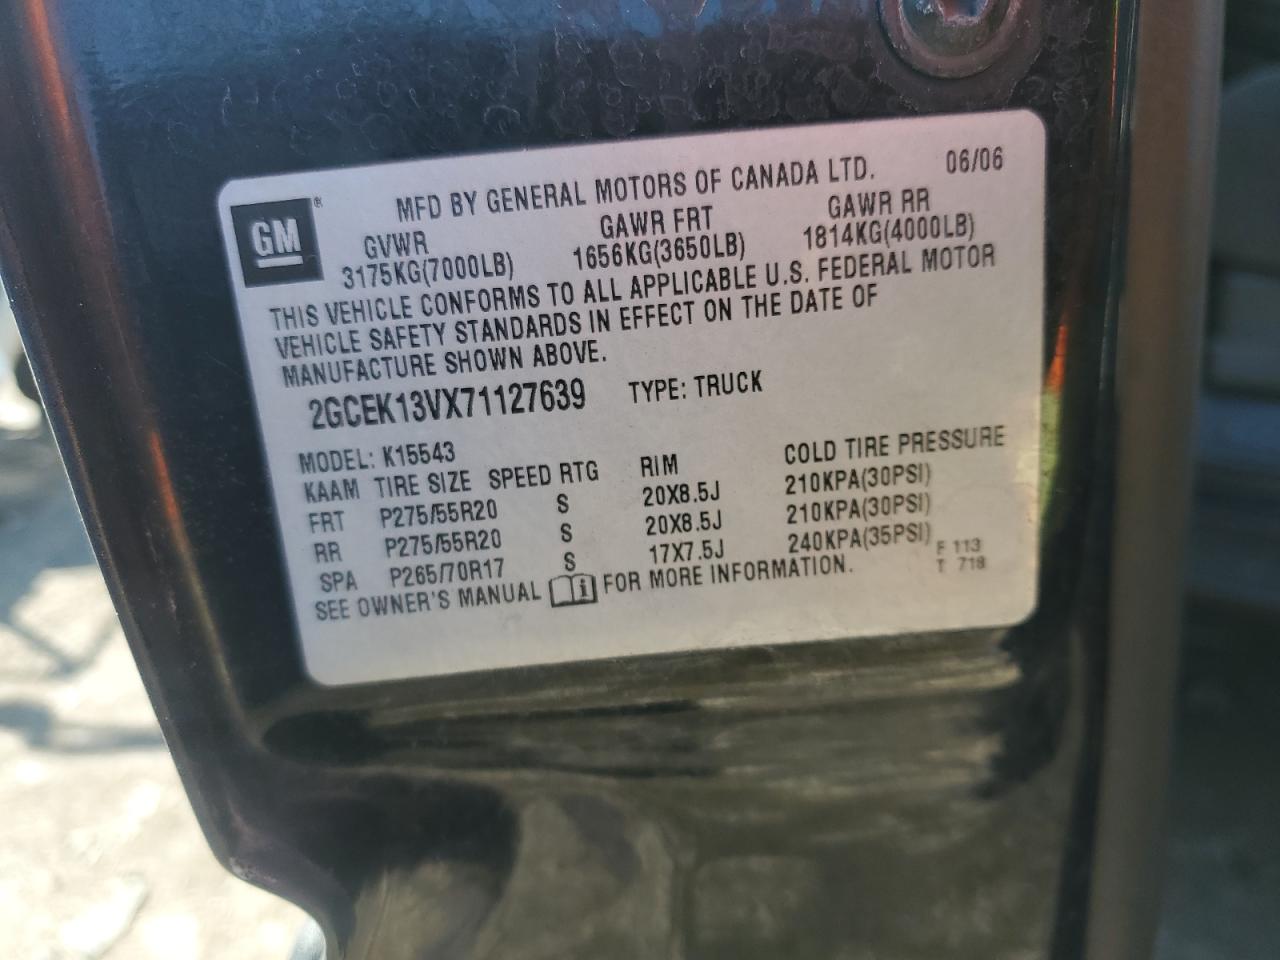 GM®
MFD BY GENERAL MOTORS OF CANADA LTD. 06/06
GVWR GAWR FRT GAWR RR
3175KG(7000LB) 1656KG(3650LB) 1814KG(4000LB)
THIS VEHICLE CONFORMS TO ALL APPLICABLE U.S. FEDERAL MOTOR
VEHICLE SAFETY STANDARDS IN EFFECT ON THE DATE OF
MANUFACTURE SHOWN ABOVE.
2GCEK13VX71127639 TYPE: TRUCK
MODEL: K15543
KAAM TIRE SIZE SPEED RTG RIM COLD TIRE PRESSURE
FRT P275/55R20 S 20X8.5J 210KPA(30PSI)
RR P275/55R20 S 20X8.5J 210KPA(30PSI)
SPA P265/70R17 S 17X7.5J 240KPA(35PSI)
SEE OWNER'S MANUAL FOR MORE INFORMATION.
F 113
T 718